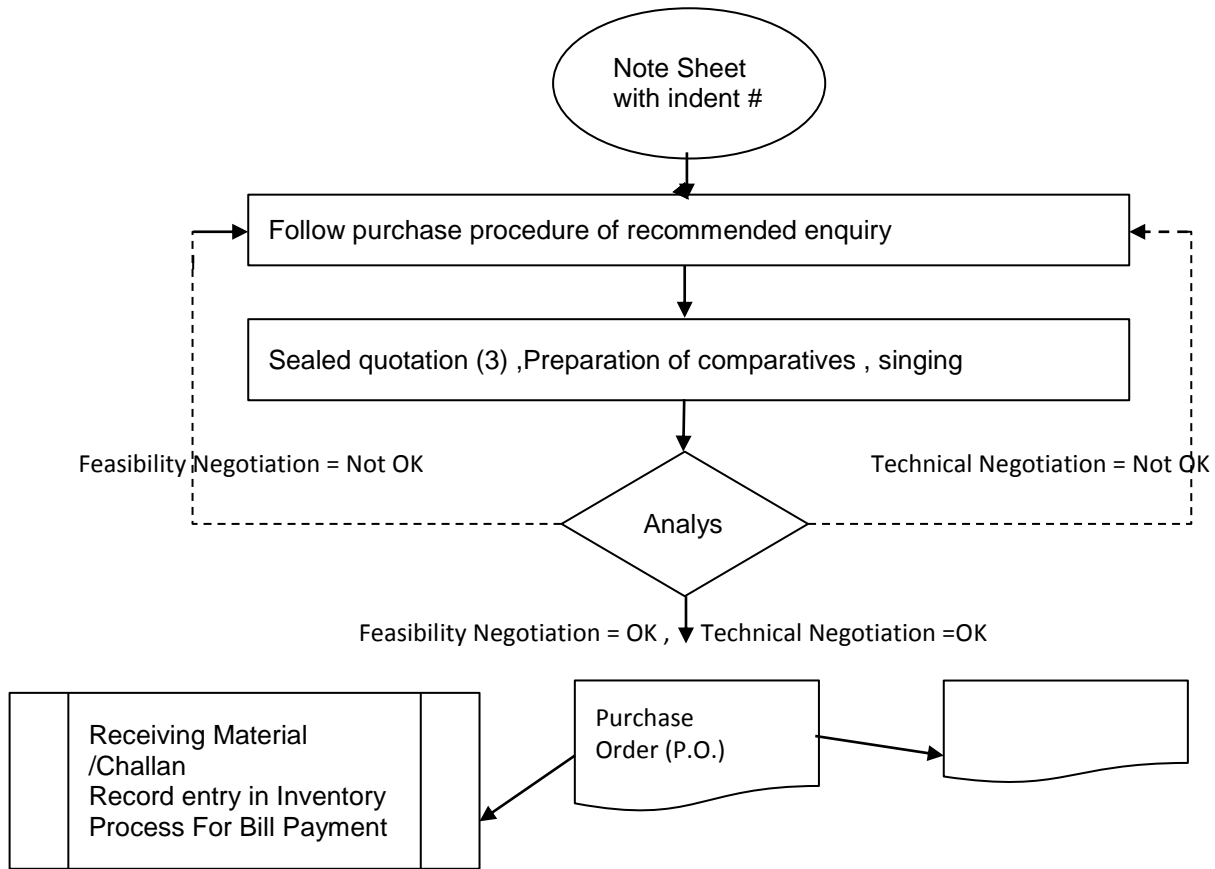 Note Sheet
with indent #
Follow purchase procedure of recommended enquiry
Sealed quotation (3) ,Preparation of comparatives , singing
Feasibility Negotiation = Not OK
Technical Negotiation = Not OK
Analys
Feasibility Negotiation = OK , Technical Negotiation =OK
Receiving Material
/Challan
Record entry in Inventory
Process For Bill Payment
Purchase
Order (P.O.)